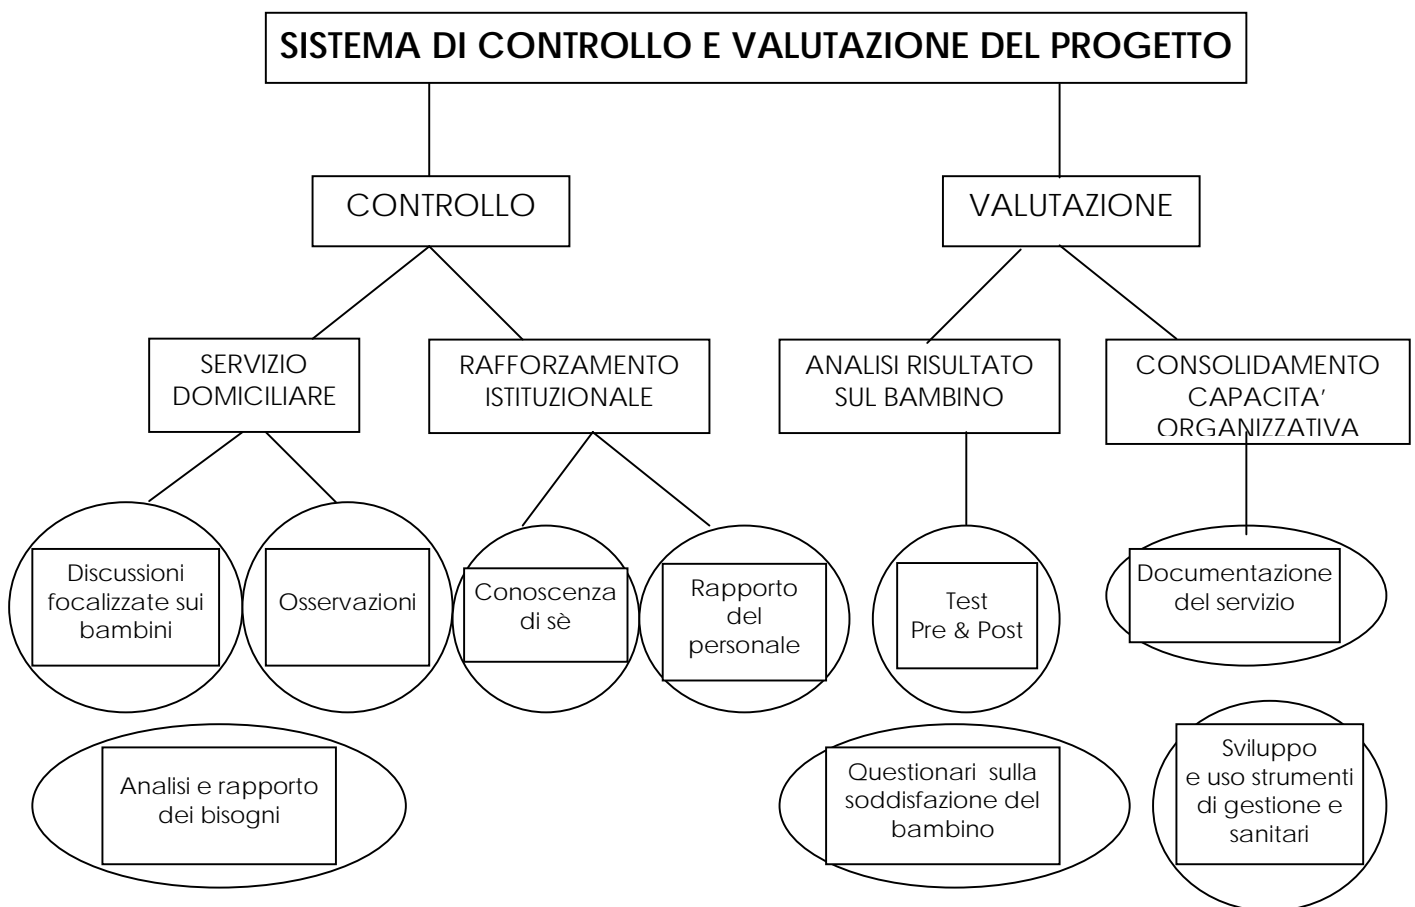 SISTEMA DI CONTROLLO E VALUTAZIONE DEL PROGETTO
CONTROLLO
VALUTAZIONE
SERVIZIO
DOMICILIARE
RAFFORZAMENTO
ISTITUZIONALE
ANALISI RISULTATO
SUL BAMBINO
CONSOLIDAMENTO
CAPACITA'
ORGANIZZATIVA
Discussioni
focalizzate sui
bambini
Osservazioni
Conoscenza
di sè
Rapporto
del
personale
Test
Pre & Post
Documentazione
del servizio
Analisi e rapporto
dei bisogni
Questionari sulla
soddisfazione del
bambino
Sviluppo
e uso strumenti
di gestione e
sanitari